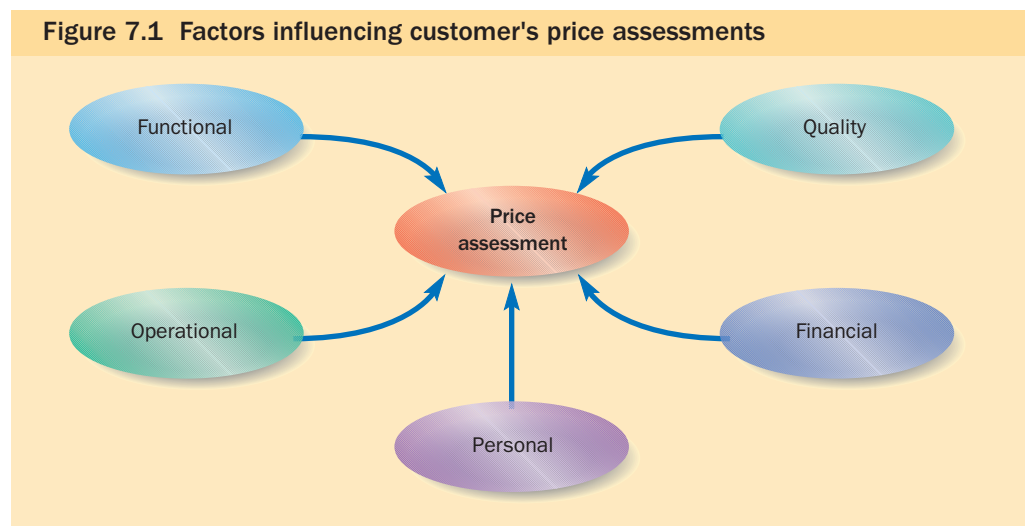 Figure 7.1 Factors influencing customer's price assessments
Functional
Quality
Price
assessment
Operational
Financial
Personal